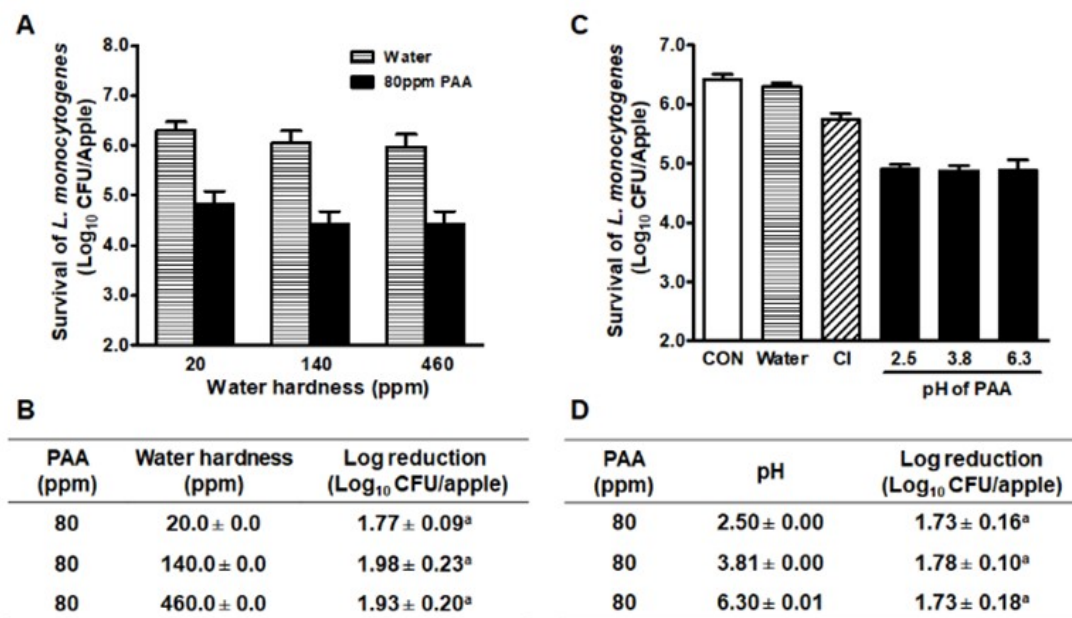 A
Survival of L. monocytogenes
(Log10 CFU/Apple)
8.0
7.0
6.0
5.0
4.0
3.0
2.0
Water
80ppm PAA
20 140 460
Water hardness (ppm)
C
Survival of L. monocytogenes
(Log10 CFU/Apple)
7.0
6.0
5.0
4.0
3.0
2.0
CON Water Cl 2.5 3.8 6.3
pH of PAA
B
PAA Water hardness Log reduction
(ppm) (ppm) (Log10 CFU/apple)
80 20.0 ± 0.0 1.77 ± 0.09ᵃ
80 140.0 ± 0.0 1.98 ± 0.23ᵃ
80 460.0 ± 0.0 1.93 ± 0.20ᵃ
D
PAA pH Log reduction
(ppm) (Log10 CFU/apple)
80 2.50 ± 0.00 1.73 ± 0.16ᵃ
80 3.81 ± 0.00 1.78 ± 0.10ᵃ
80 6.30 ± 0.01 1.73 ± 0.18ᵃ